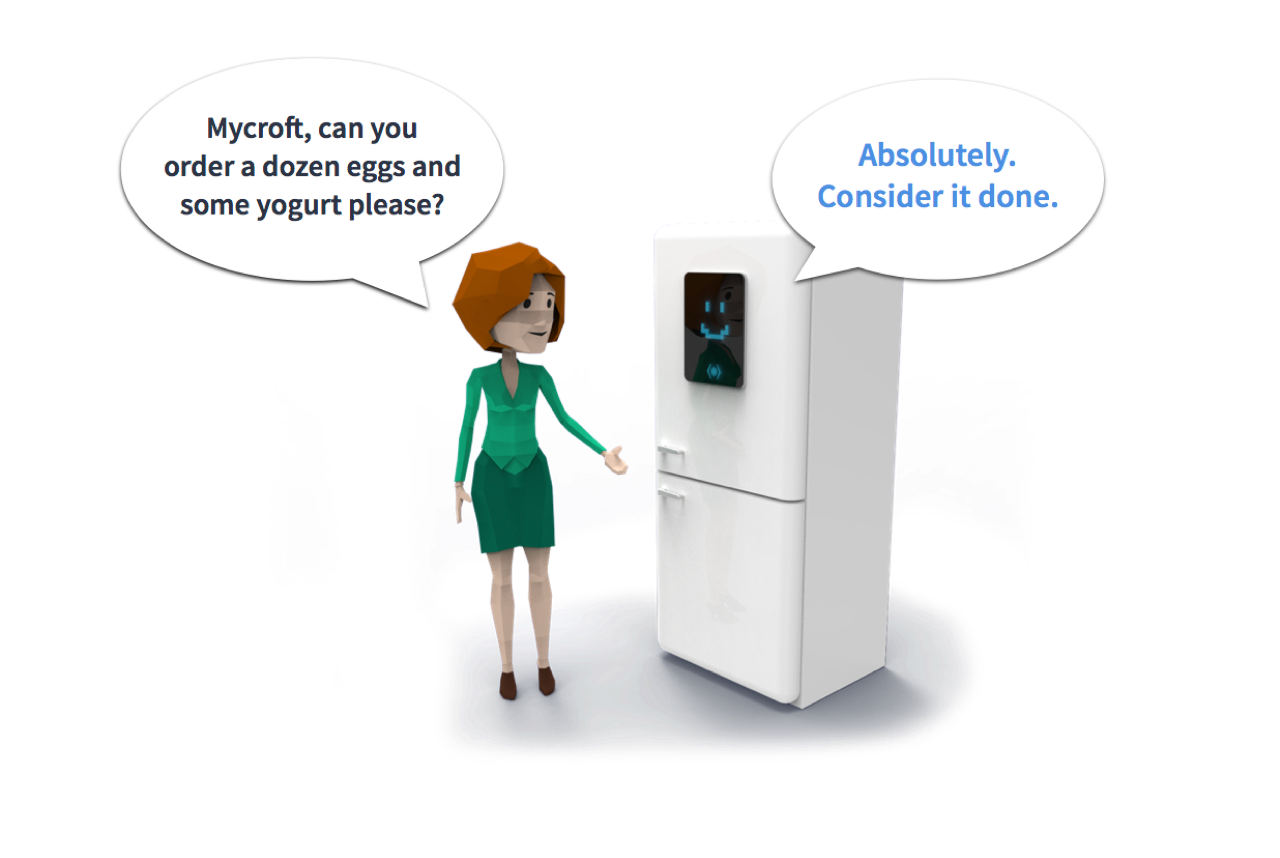 Mycroft, can you
order a dozen eggs and
some yogurt please?
Absolutely.
Consider it done.